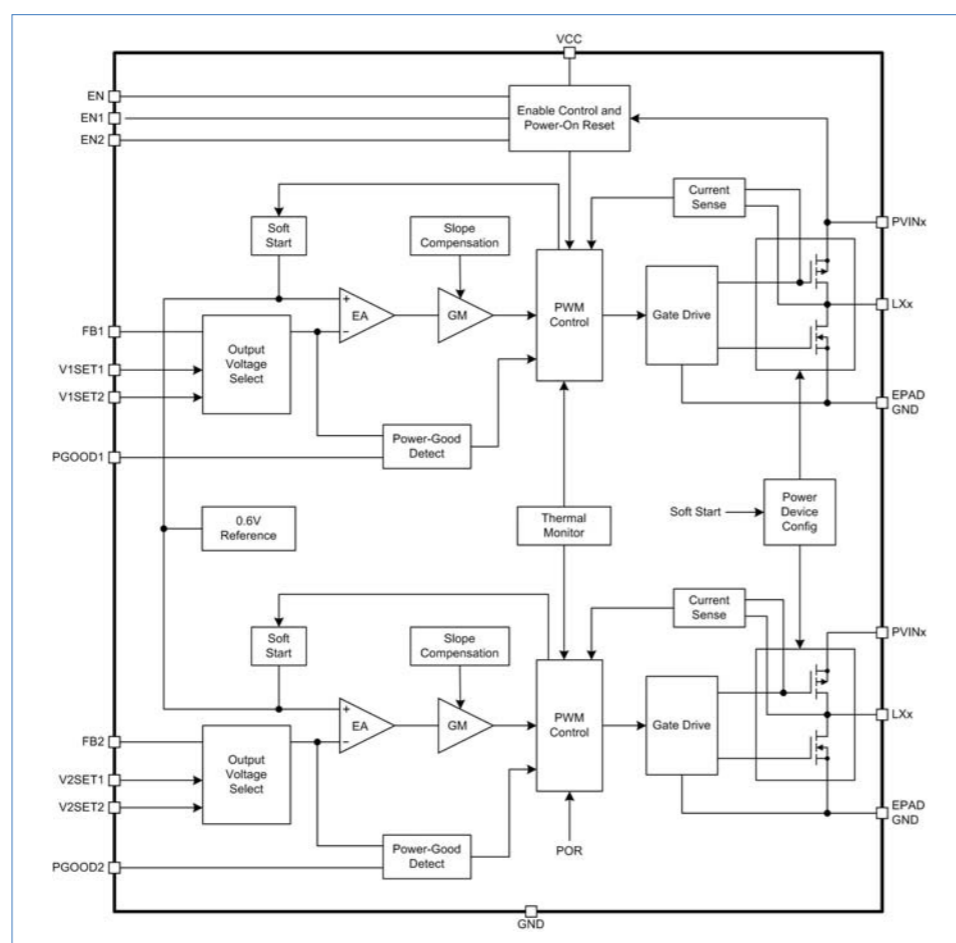 VCC
EN
EN1
EN2
Enable Control and
Power-On Reset
Current
Sense
PVINx
Soft
Start
Slope
Compensation
+
EA
−
GM
PWM
Control
Gate Drive
LXx
FB1
V1SET1
V1SET2
Output
Voltage
Select
EPAD
GND
PGOOD1
Power-Good
Detect
0.6V
Reference
Thermal
Monitor
Soft Start
Power
Device
Config
Current
Sense
PVINx
Soft
Start
Slope
Compensation
+
EA
−
GM
PWM
Control
Gate Drive
LXx
FB2
V2SET1
V2SET2
Output
Voltage
Select
EPAD
GND
PGOOD2
Power-Good
Detect
POR
GND